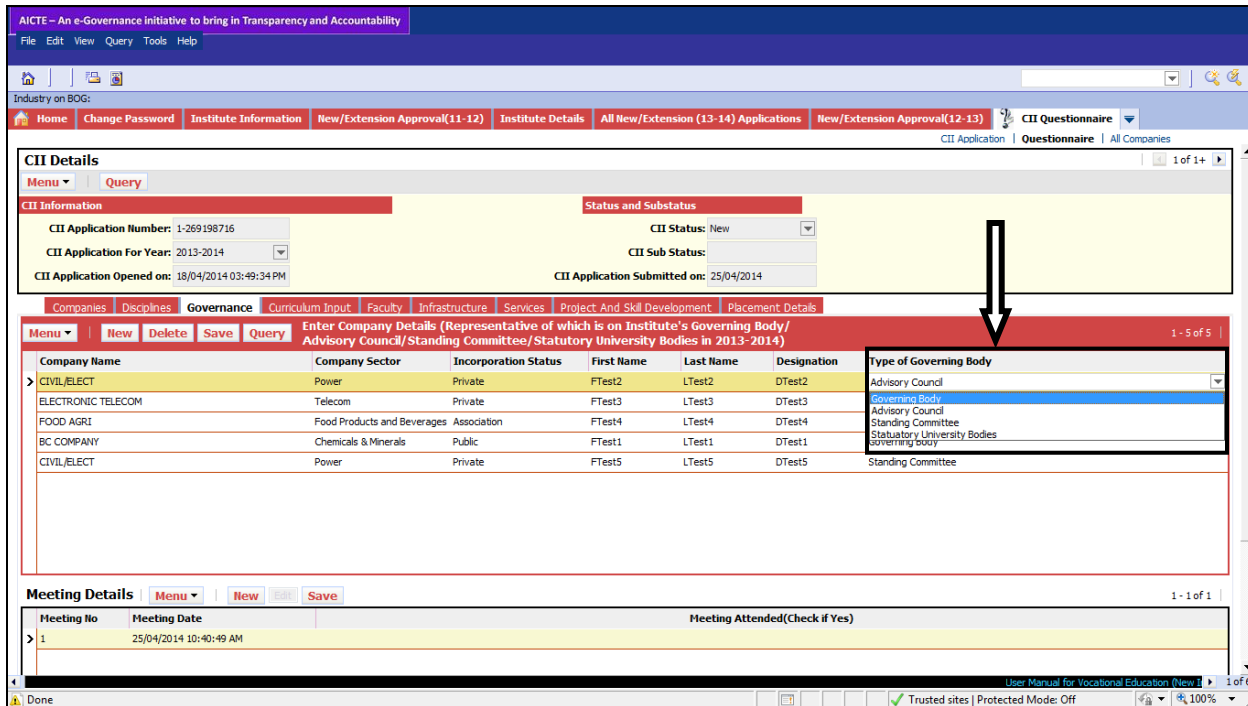 AICTE – An e-Governance initiative to bring in Transparency and Accountability
File Edit View Query Tools Help
Industry on BOG:
Home Change Password Institute Information New/Extension Approval(11-12) Institute Details All New/Extension (13-14) Applications New/Extension Approval(12-13) CII Questionnaire
CII Application | Questionnaire | All Companies
CII Details 1 of 1+
Menu Query
CII Information Status and Substatus
CII Application Number: 1-269198716 CII Status: New
CII Application For Year: 2013-2014 CII Sub Status:
CII Application Opened on: 18/04/2014 03:49:34 PM CII Application Submitted on: 25/04/2014
Companies Disciplines Governance Curriculum Input Faculty Infrastructure Services Project And Skill Development Placement Details
Menu New Delete Save Query Enter Company Details (Representative of which is on Institute's Governing Body/ 1 - 5 of 5
Advisory Council/Standing Committee/Statutory University Bodies in 2013-2014)
Company Name Company Sector Incorporation Status First Name Last Name Designation Type of Governing Body
CIVIL/ELECT Power Private FTest2 LTest2 DTest2 Advisory Council
ELECTRONIC TELECOM Telecom Private FTest3 LTest3 DTest3 Governing Body
Advisory Council
FOOD AGRI Food Products and Beverages Association FTest4 LTest4 DTest4 Standing Committee
Statuatory University Bodies
BC COMPANY Chemicals & Minerals Public FTest1 LTest1 DTest1 Governing Body
CIVIL/ELECT Power Private FTest5 LTest5 DTest5 Standing Committee
Meeting Details Menu New Edit Save 1 - 1 of 1
Meeting No Meeting Date Meeting Attended(Check if Yes)
1 25/04/2014 10:40:49 AM
User Manual for Vocational Education (New 1 of 6
Done Trusted sites | Protected Mode: Off 100%